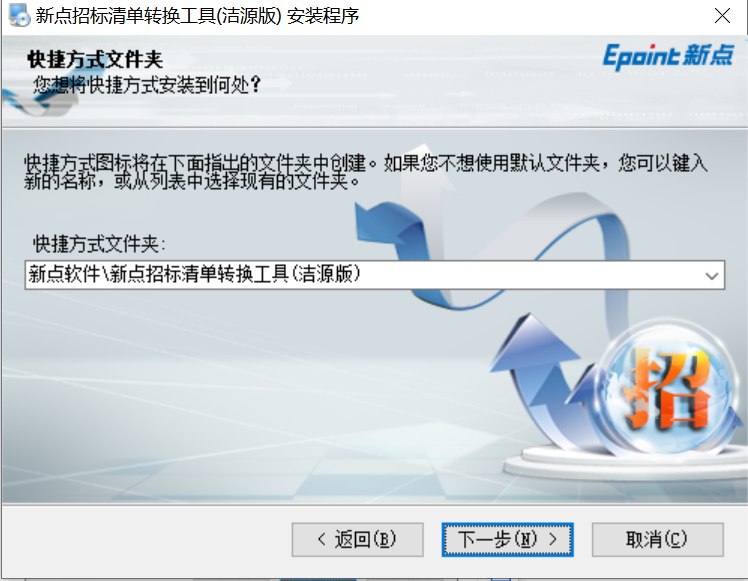 新点招标清单转换工具(洁源版) 安装程序
快捷方式文件夹
您想将快捷方式安装到何处?
Epoint 新点
快捷方式图标将在下面指出的文件夹中创建。如果您不想使用默认文件夹，您可以键入
新的名称，或从列表中选择现有的文件夹。
快捷方式文件夹:
新点软件\新点招标清单转换工具(洁源版)
招
< 返回(B)
下一步(N) >
取消(C)